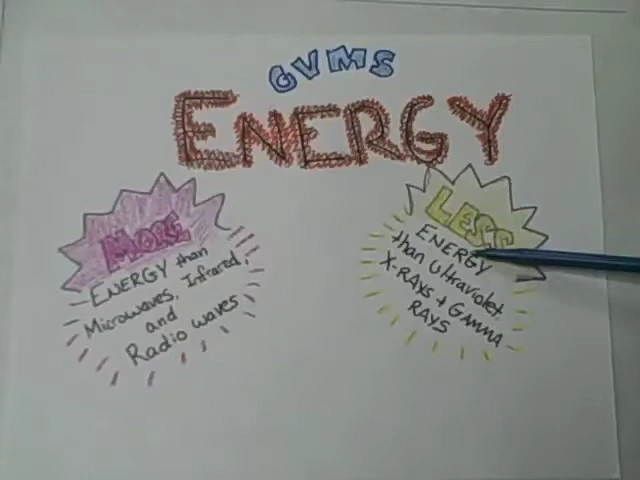 GVMS
ENERGY
MORE
ENERGY than
Microwaves, Infrared,
and
Radio waves
LESS
ENERGY
than Ultraviolet,
X-RAYS + GAMMA
RAYS